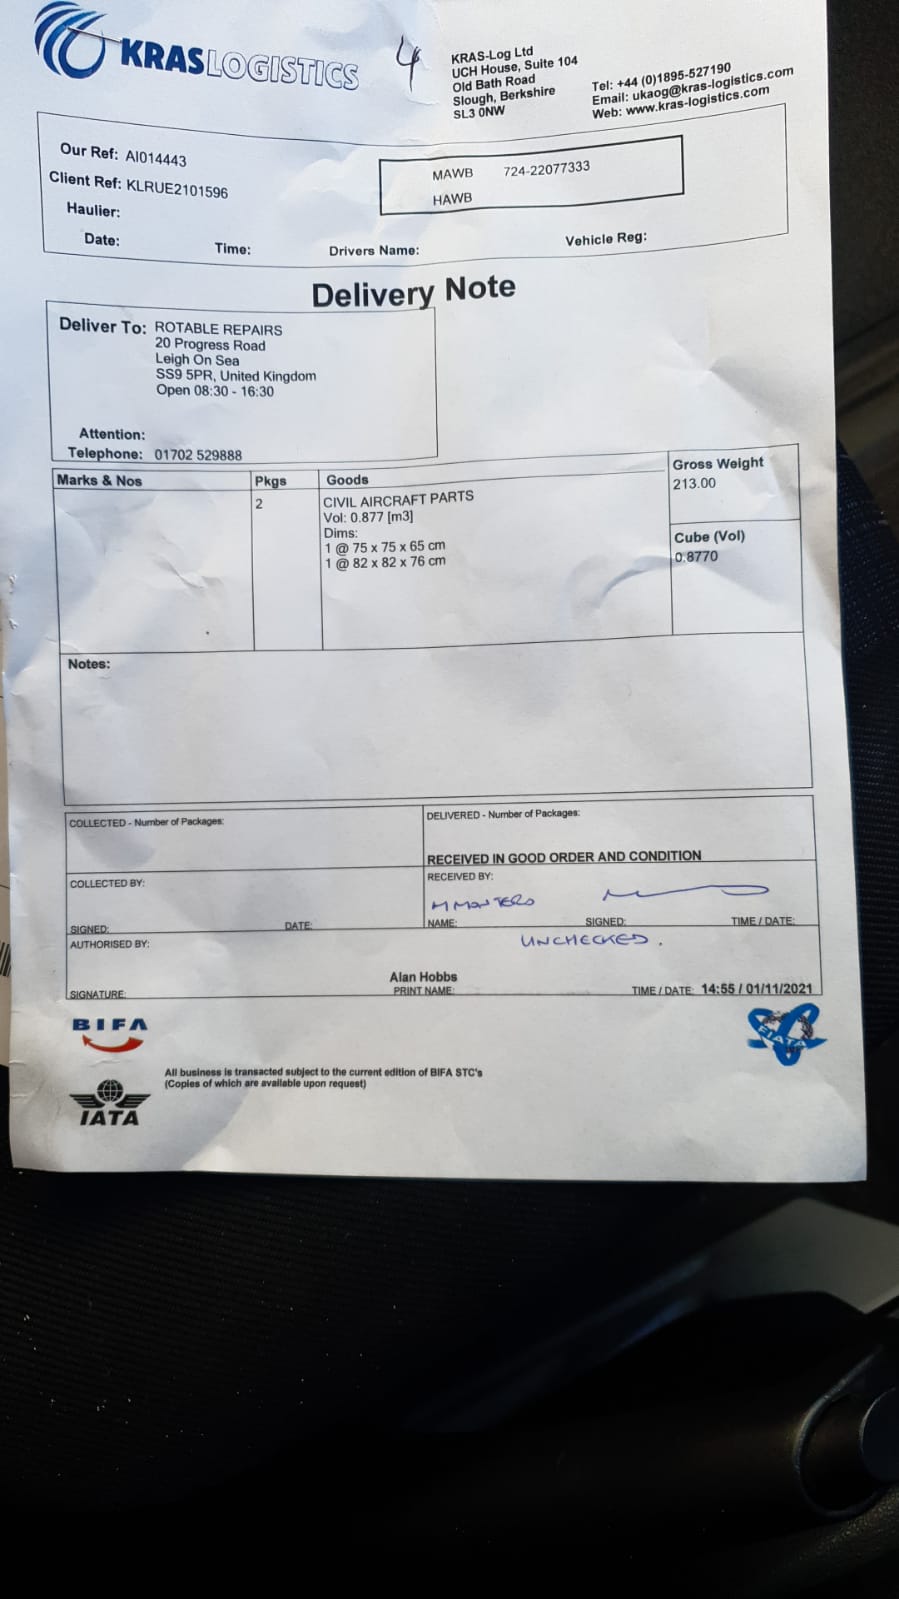 KRASLOGISTICS
4
KRAS-Log Ltd
UCH House, Suite 104
Old Bath Road
Slough, Berkshire
SL3 0NW
Tel: +44 (0)1895-527190
Email: ukaog@kras-logistics.com
Web: www.kras-logistics.com
Our Ref: AI014443
Client Ref: KLRUE2101596
Haulier:
Date: Time: Drivers Name: Vehicle Reg:
MAWB 724-22077333
HAWB
Delivery Note
Deliver To: ROTABLE REPAIRS
20 Progress Road
Leigh On Sea
SS9 5PR, United Kingdom
Open 08:30 - 16:30
Attention:
Telephone: 01702 529888
Marks & Nos Pkgs Goods Gross Weight
213.00
2 CIVIL AIRCRAFT PARTS
Vol: 0.877 [m3]
Dims:
1 @ 75 x 75 x 65 cm
1 @ 82 x 82 x 76 cm
Cube (Vol)
0.8770
Notes:
COLLECTED - Number of Packages:
DELIVERED - Number of Packages:
RECEIVED IN GOOD ORDER AND CONDITION
COLLECTED BY:
RECEIVED BY:
M MONTERO
SIGNED: DATE:
NAME: SIGNED: TIME / DATE:
AUTHORISED BY:
UNCHECKED.
Alan Hobbs
SIGNATURE: PRINT NAME: TIME / DATE: 14:55 / 01/11/2021
BIFA
FIATA
IATA
All business is transacted subject to the current edition of BIFA STC's
(Copies of which are available upon request)